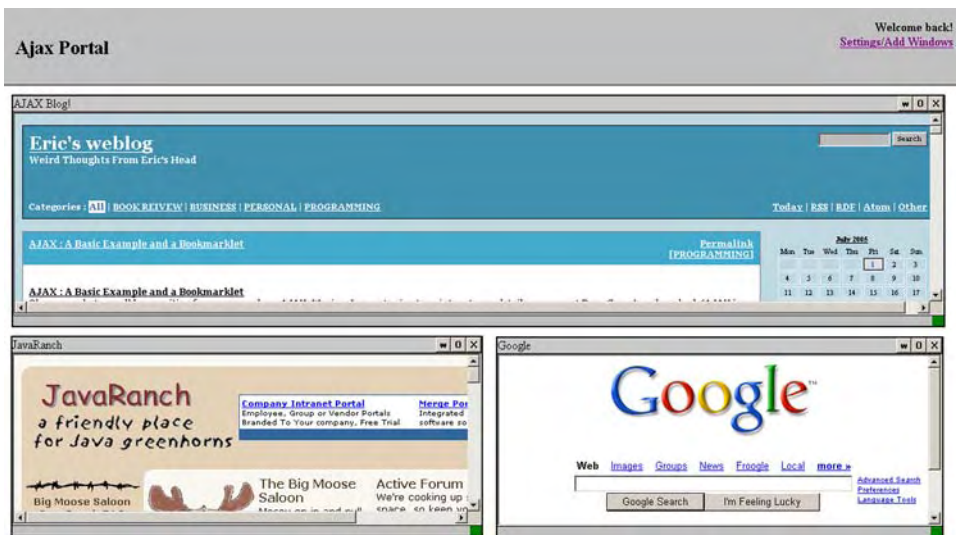 Welcome back!
Ajax Portal
Settings/Add Windows
AJAX Blog!
w O X
Eric's weblog
Search
Weird Thoughts From Eric's Head
Categories : All | BOOK REIVEW | BUSINESS | PERSONAL | PROGRAMMING
Today | RSS | RDF | Atom | Other
AJAX : A Basic Example and a Bookmarklet
Permalink
[PROGRAMMING]
July 2005
Mon Tue Wed Thu Fri Sat Sun
1 2 3
4 5 6 7 8 9 10
11 12 13 14 15 16 17
AJAX : A Basic Example and a Bookmarklet
JavaRanch
w O X
JavaRanch
a friendly place
for Java greenhorns
Company Intranet Portal
Employee, Group or Vendor Portals
Branded To Your company, Free Trial
Merge Por
Integrated
software so
Big Moose Saloon
The Big Moose
Saloon
Active Forum
We're cooking up
space, so keep yo
Google
w O X
Google™
Web Images Groups News Froogle Local more »
Advanced Search
Preferences
Language Tools
Google Search
I'm Feeling Lucky